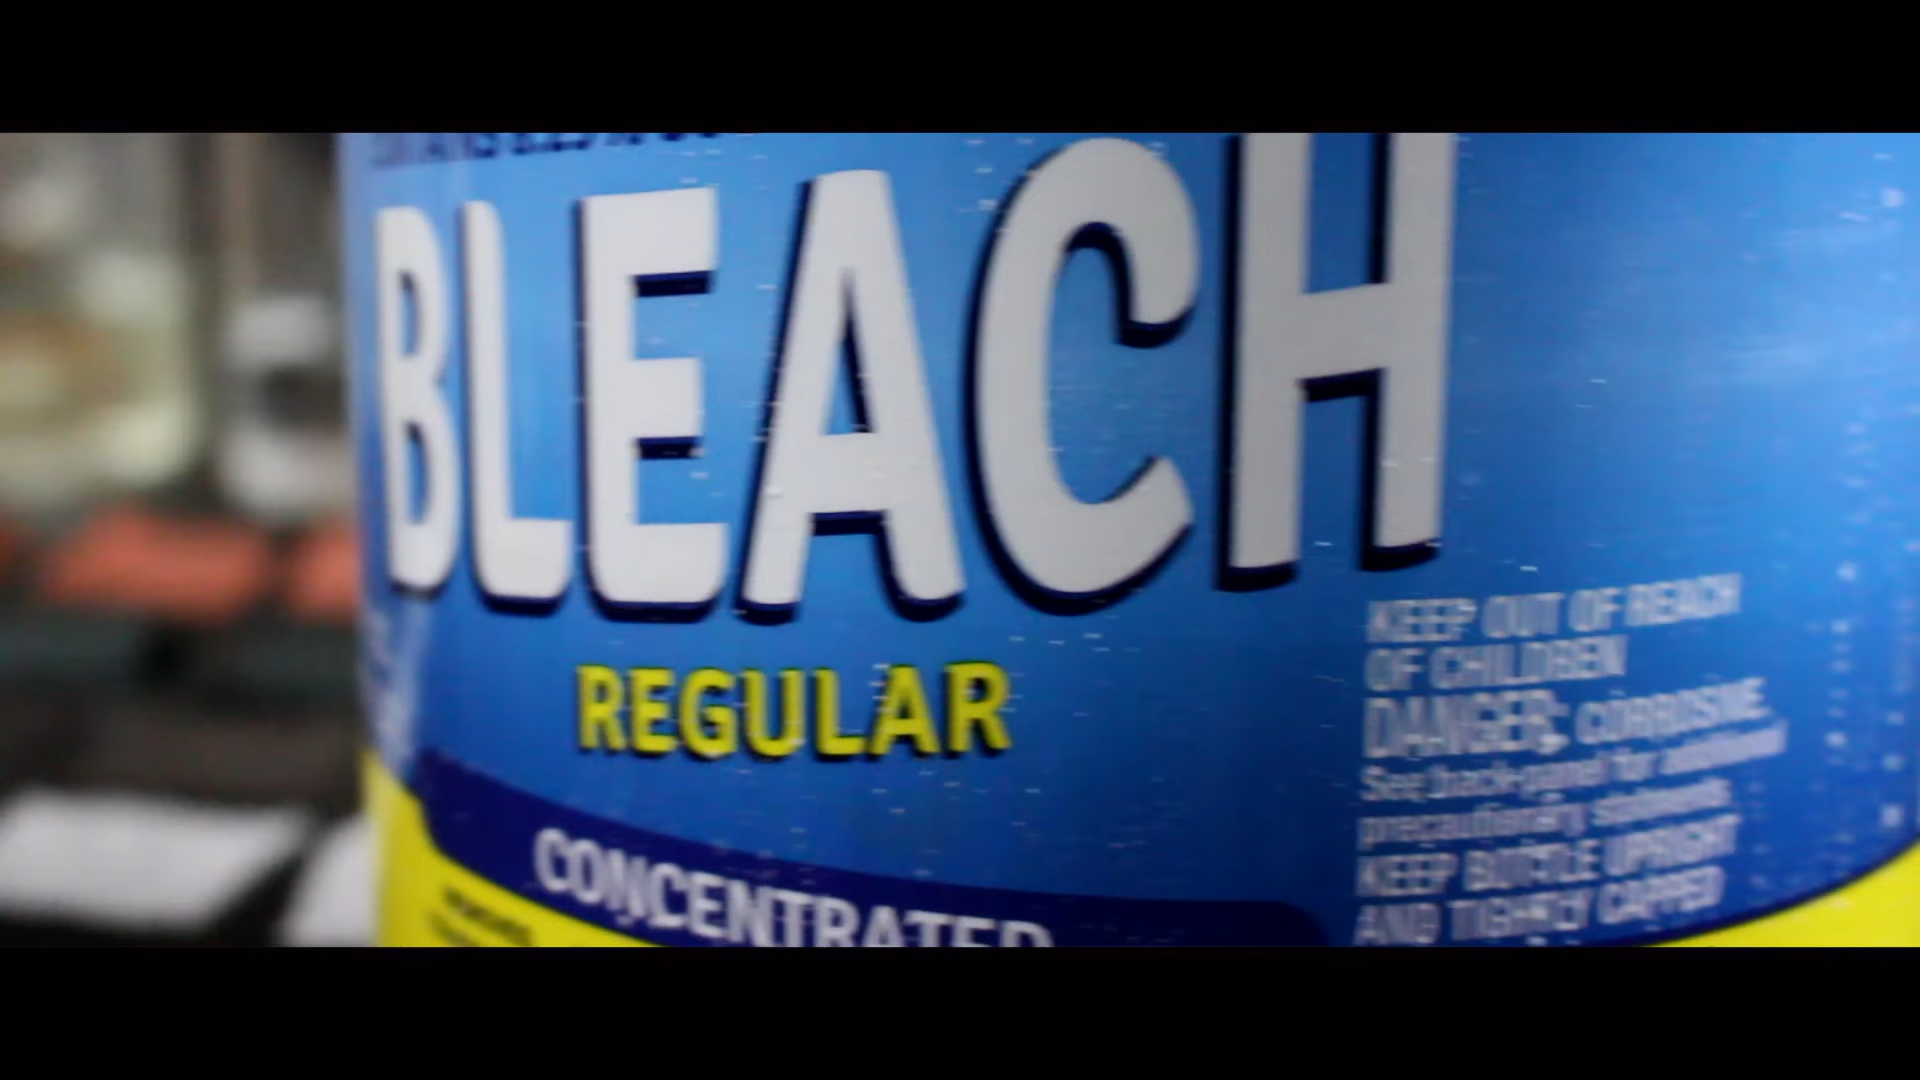 BLEACH
REGULAR
CONCENTRATED
KEEP OUT OF REACH
OF CHILDREN
DANGER: CORROSIVE.
See back panel for additional
precautionary statements
KEEP BOTTLE UPRIGHT
AND TIGHTLY CAPPED